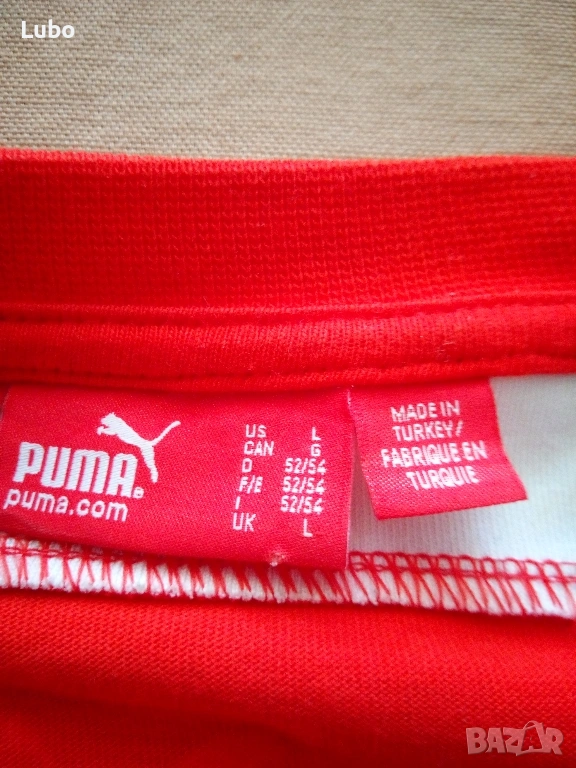 Lubo
PUMA®
puma.com
US L
CAN G
D 52/54
F/E 52/54
I 52/54
UK L
MADE IN
TURKEY/
FABRIQUE EN
TURQUIE
BAZAR